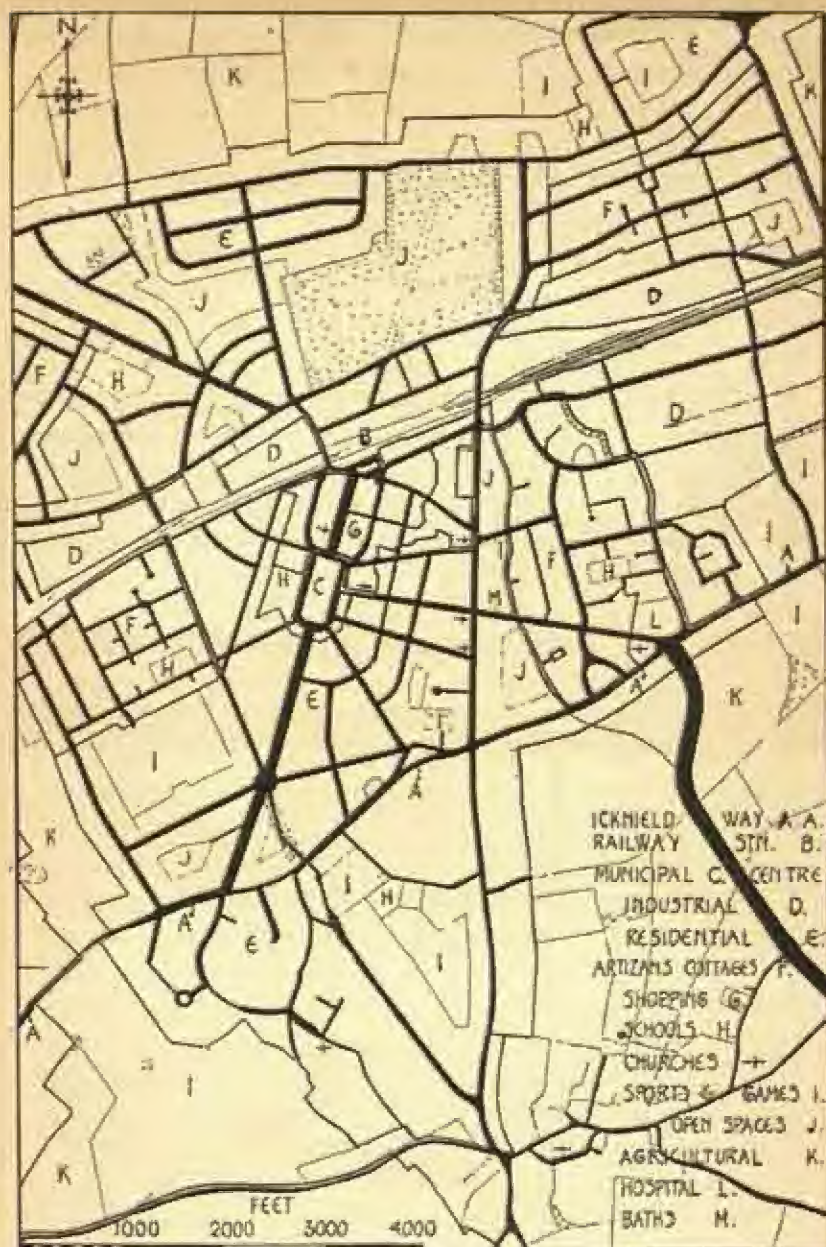 N
K
I
I
E
K
H
F
J
E
J
J
D
F
H
J
D
D
B
J
D
G
I
I
F
H
H
C
M
A
L
I
F
H
E
J
F
A
K
I
A
K
J
I
H
A
E
I
A
I
K
ICKNIELD WAY A A.
RAILWAY STN. B.
MUNICIPAL C. CENTRE
INDUSTRIAL D.
RESIDENTIAL E.
ARTIZANS COTTAGES F.
SHOPPING G
SCHOOLS H
CHURCHES
SPORTS & GAMES I.
OPEN SPACES J.
AGRICULTURAL K.
HOSPITAL L.
BATHS M.
FEET
1000 2000 3000 4000